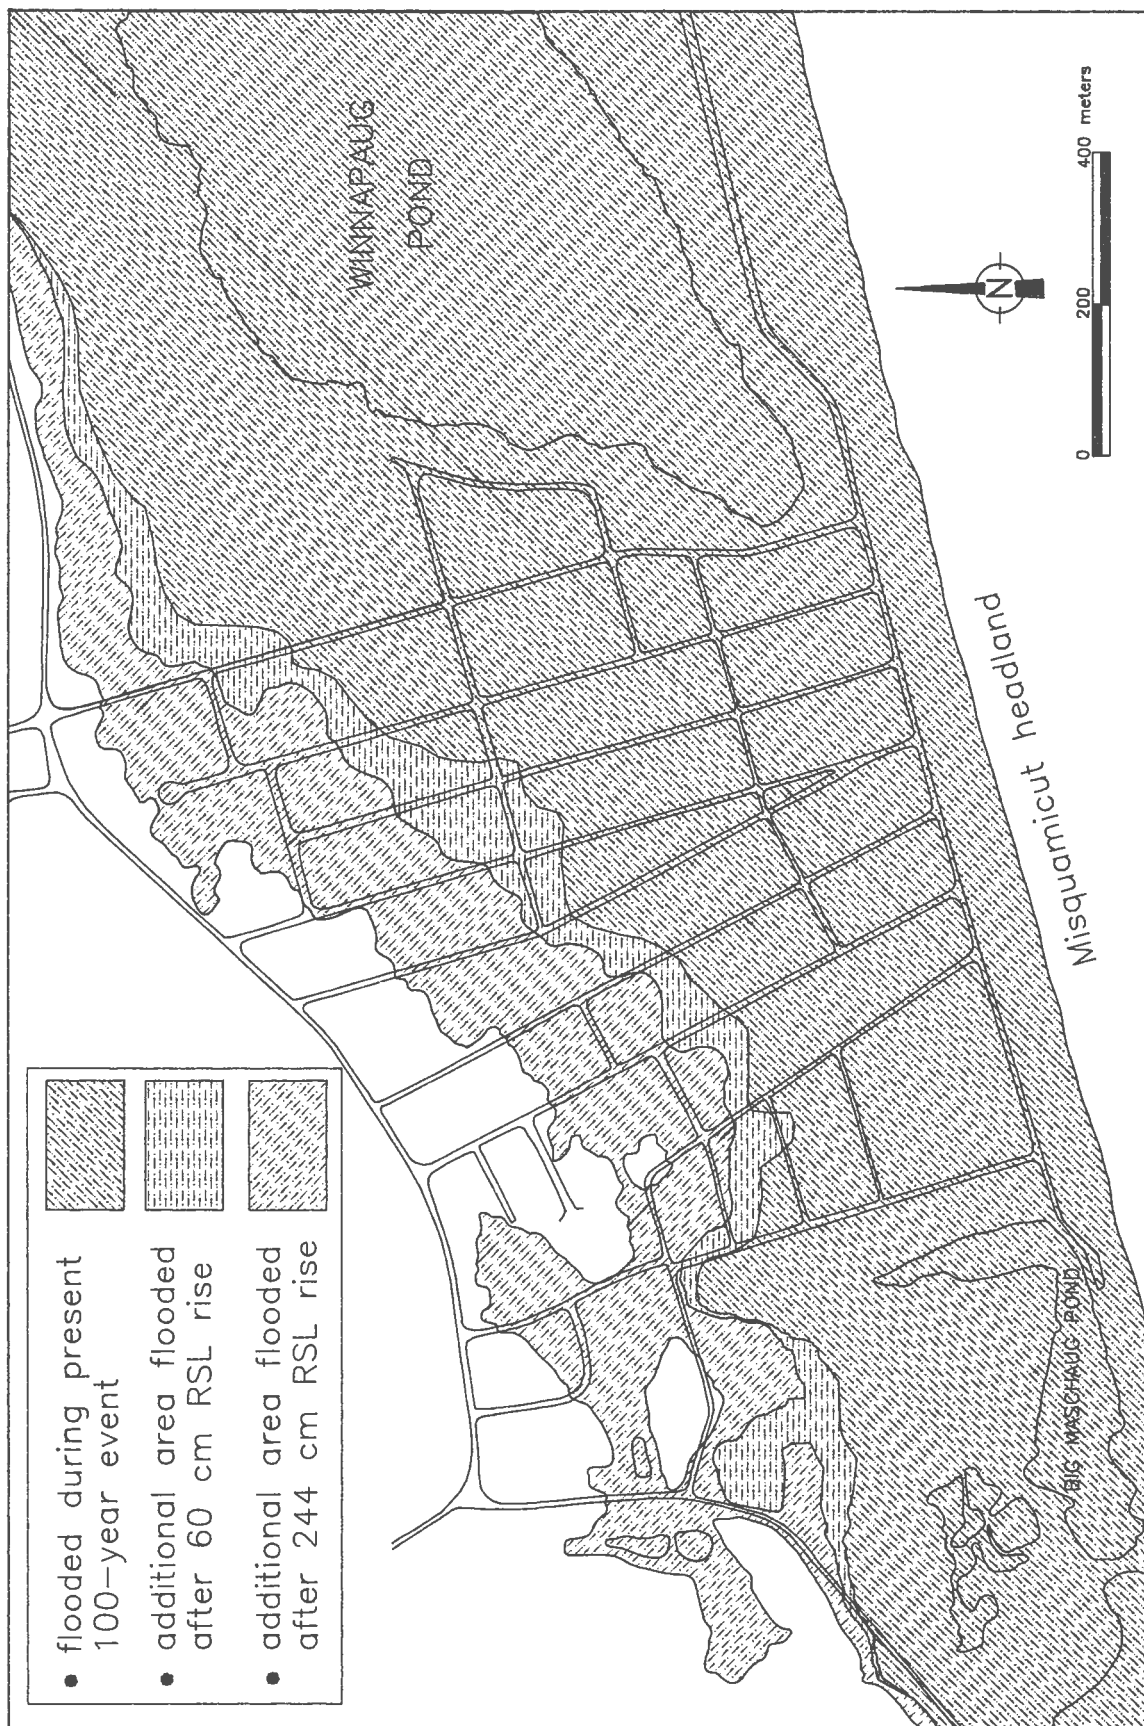 • flooded during present
100-year event
• additional area flooded
after 60 cm RSL rise
• additional area flooded
after 244 cm RSL rise
WINNAPAUG
POND
BIG MASCHAUG POND
Misquamicut headland
N
0 200 400 meters